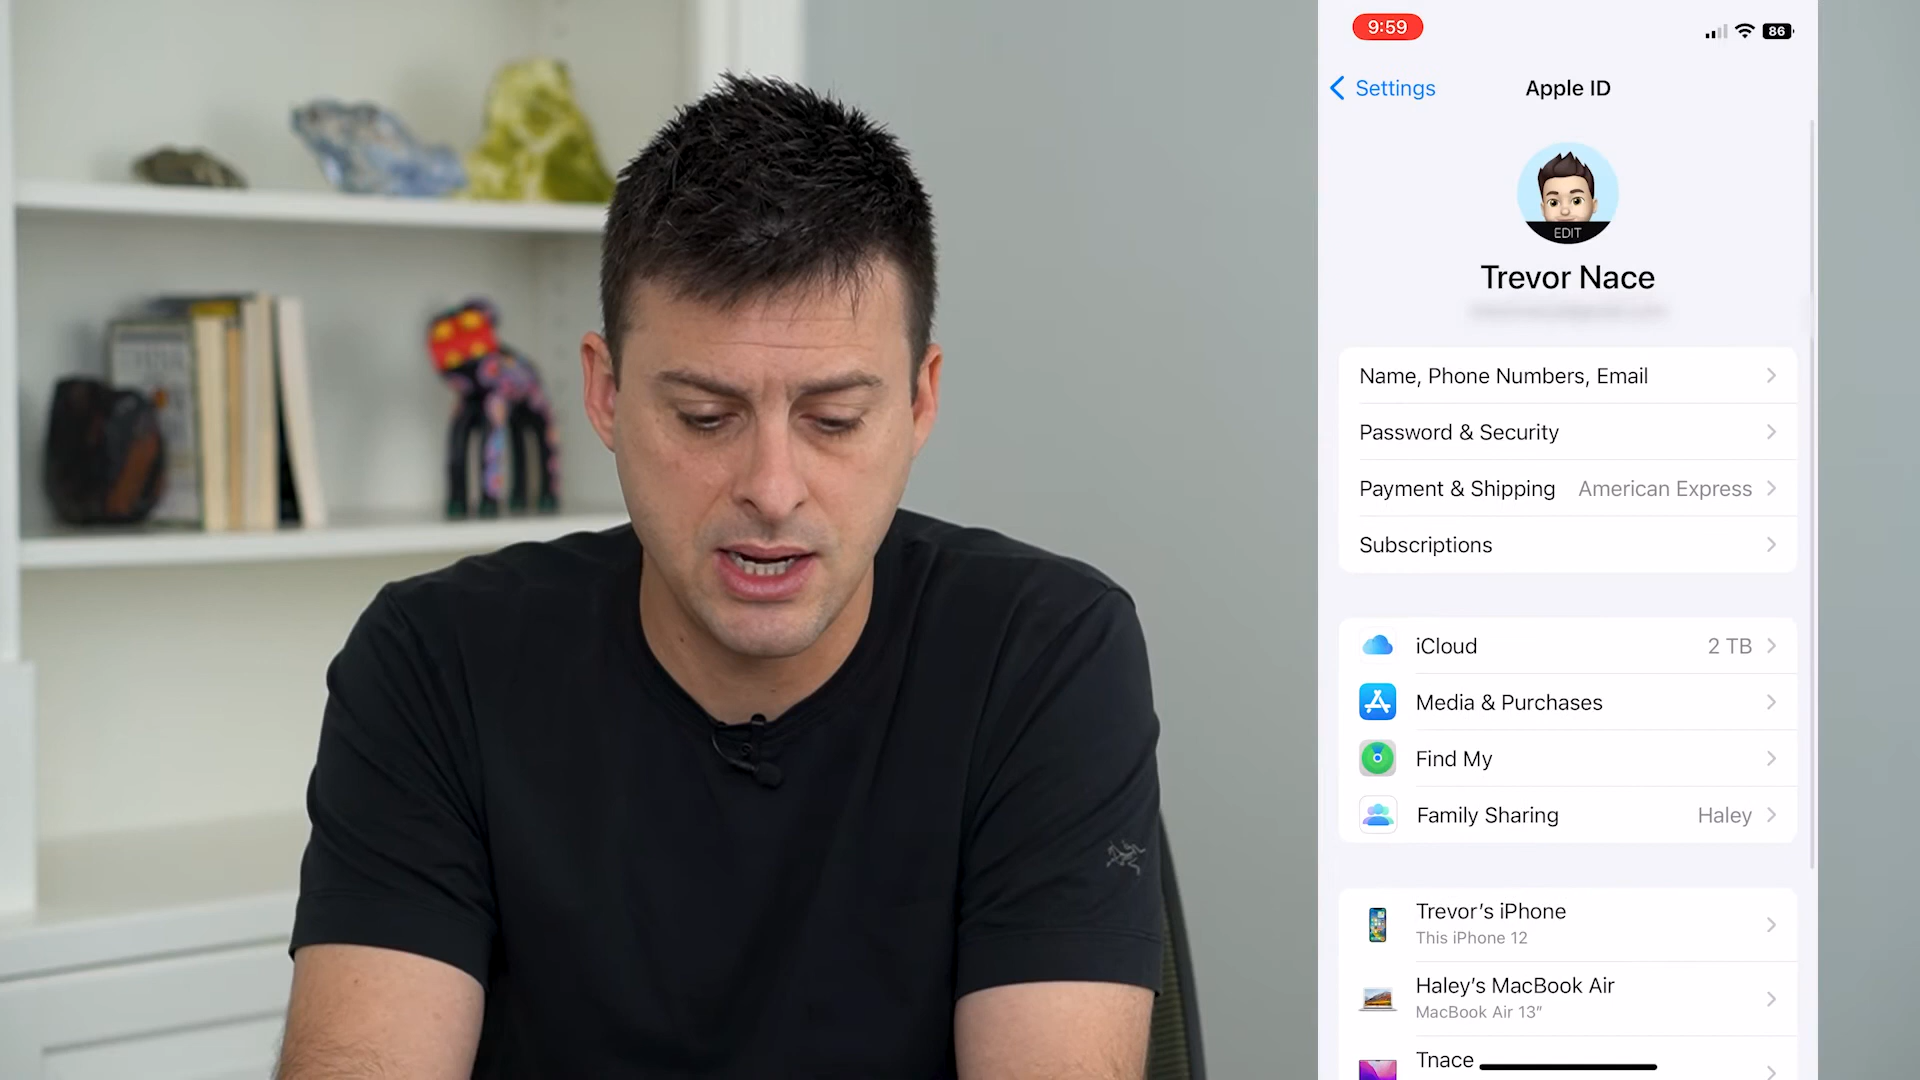 9:59
86
Settings
Apple ID
EDIT
Trevor Nace
Name, Phone Numbers, Email
Password & Security
Payment & Shipping American Express
Subscriptions
iCloud 2 TB
Media & Purchases
Find My
Family Sharing Haley
Trevor’s iPhone
This iPhone 12
Haley’s MacBook Air
MacBook Air 13”
Tnace